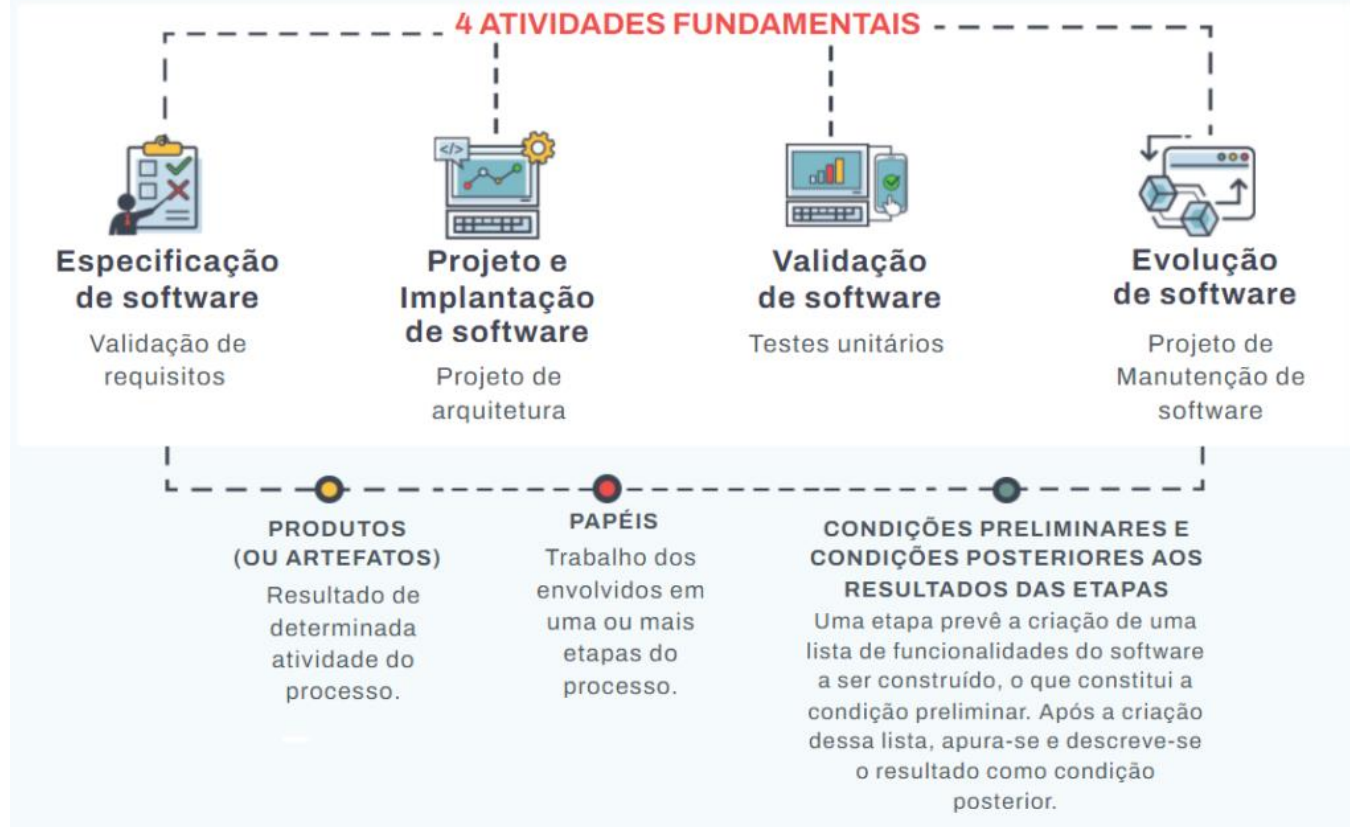 4 ATIVIDADES FUNDAMENTAIS
</>
Especificação
de software
Validação de
requisitos
Projeto e
Implantação
de software
Projeto de
arquitetura
Validação
de software
Testes unitários
Evolução
de software
Projeto de
Manutenção de
software
PRODUTOS
(OU ARTEFATOS)
Resultado de
determinada
atividade do
processo.
PAPÉIS
Trabalho dos
envolvidos em
uma ou mais
etapas do
processo.
CONDIÇÕES PRELIMINARES E
CONDIÇÕES POSTERIORES AOS
RESULTADOS DAS ETAPAS
Uma etapa prevê a criação de uma
lista de funcionalidades do software
a ser construído, o que constitui a
condição preliminar. Após a criação
dessa lista, apura-se e descreve-se
o resultado como condição
posterior.